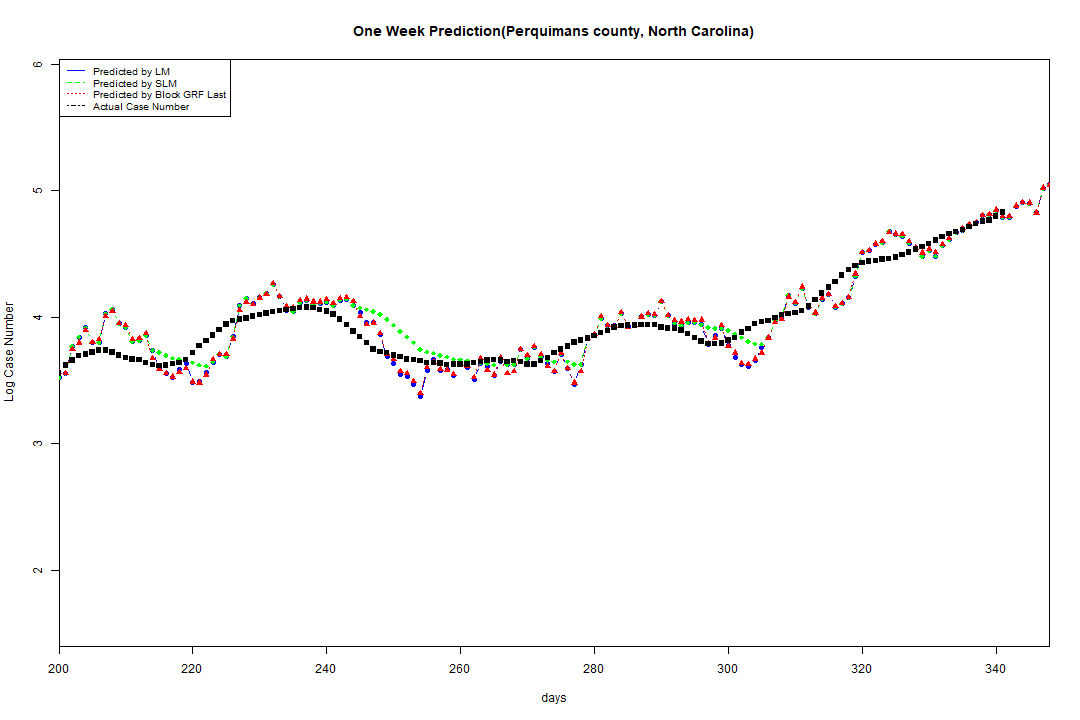 One Week Prediction(Perquimans county, North Carolina)
Predicted by LM
Predicted by SLM
Predicted by Block GRF Last
Actual Case Number
6
5
4
3
2
Log Case Number
200 220 240 260 280 300 320 340
days